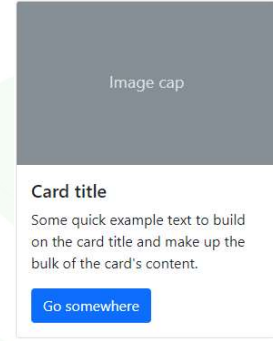 Image cap
Card title
Some quick example text to build
on the card title and make up the
bulk of the card's content.
Go somewhere